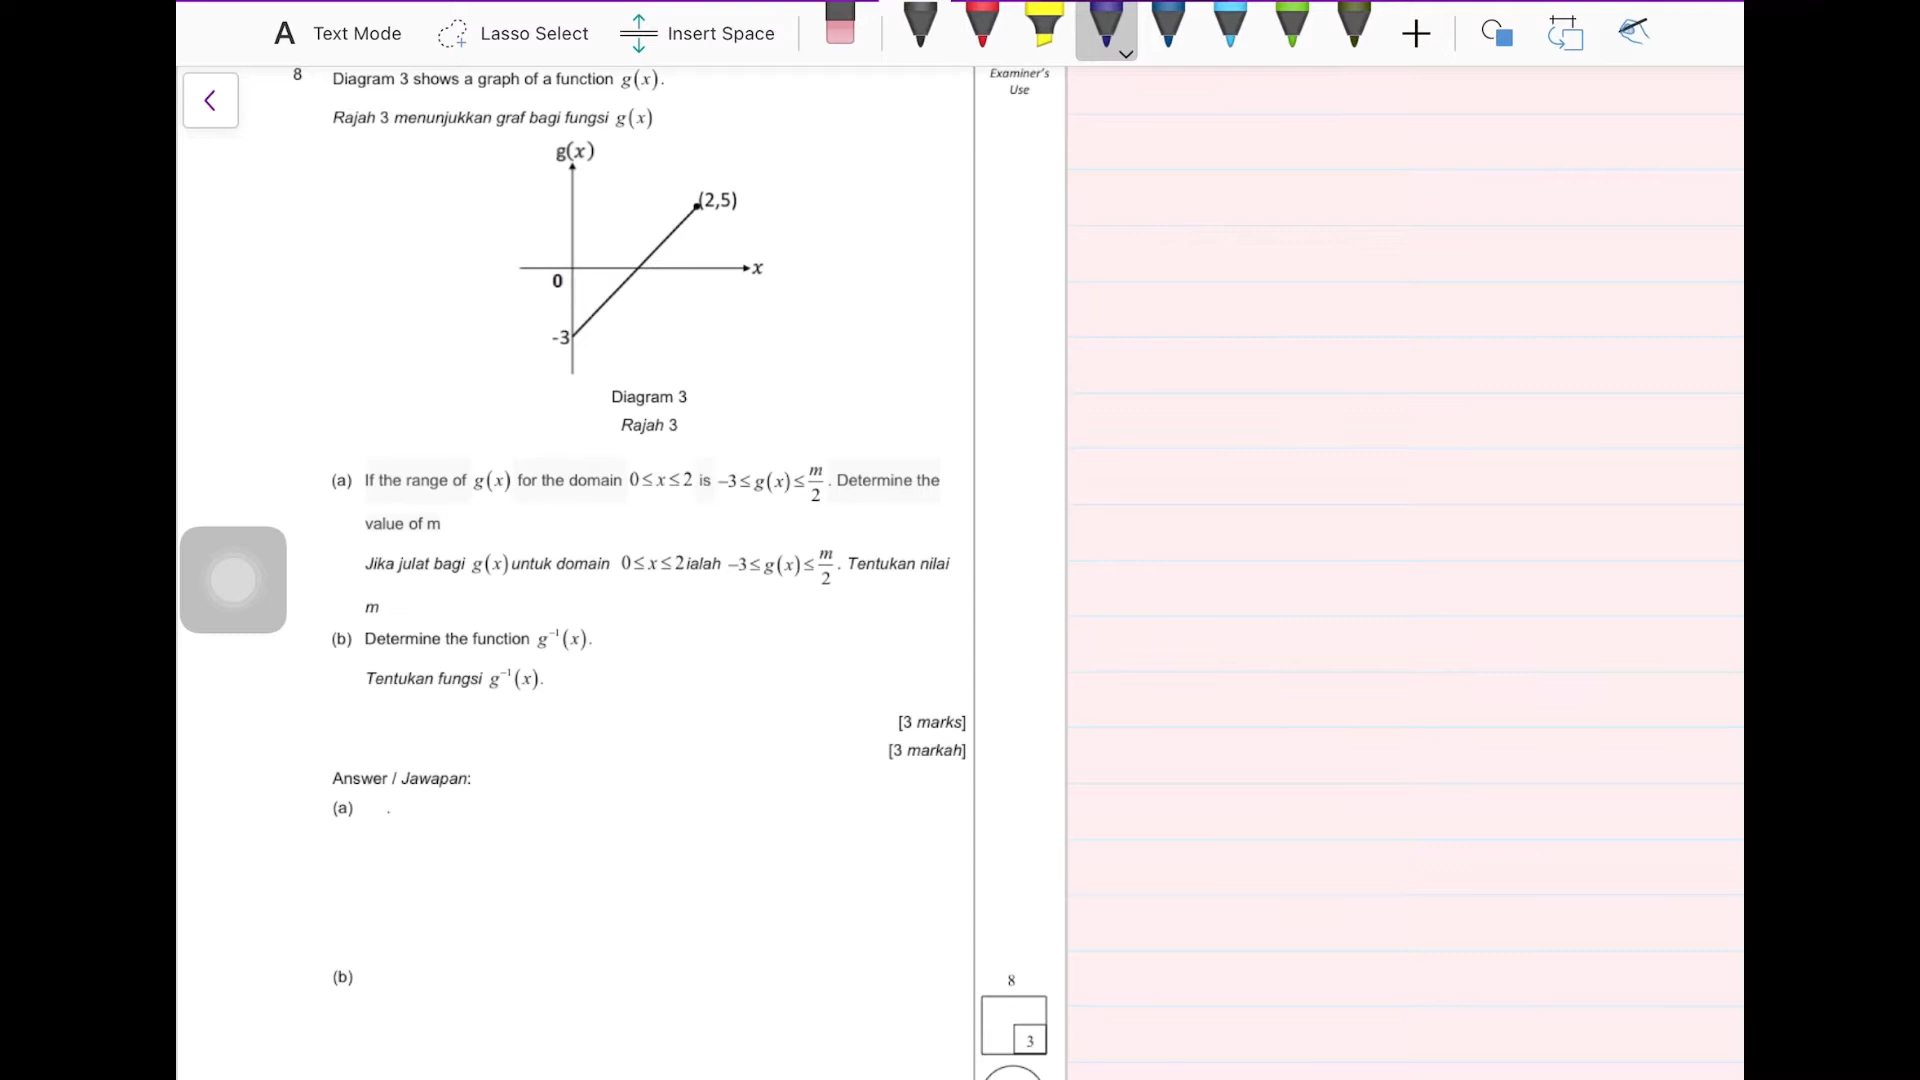 A Text Mode Lasso Select Insert Space
Examiner's
Use
8 Diagram 3 shows a graph of a function g(x).
Rajah 3 menunjukkan graf bagi fungsi g(x)
g(x)
(2,5)
x
0
-3
Diagram 3
Rajah 3
(a) If the range of g(x) for the domain 0≤x≤2 is −3≤g(x)≤m/2. Determine the
value of m
Jika julat bagi g(x) untuk domain 0≤x≤2 ialah −3≤g(x)≤m/2. Tentukan nilai
m
(b) Determine the function g⁻¹(x).
Tentukan fungsi g⁻¹(x).
[3 marks]
[3 markah]
Answer / Jawapan:
(a) .
(b)
8
3